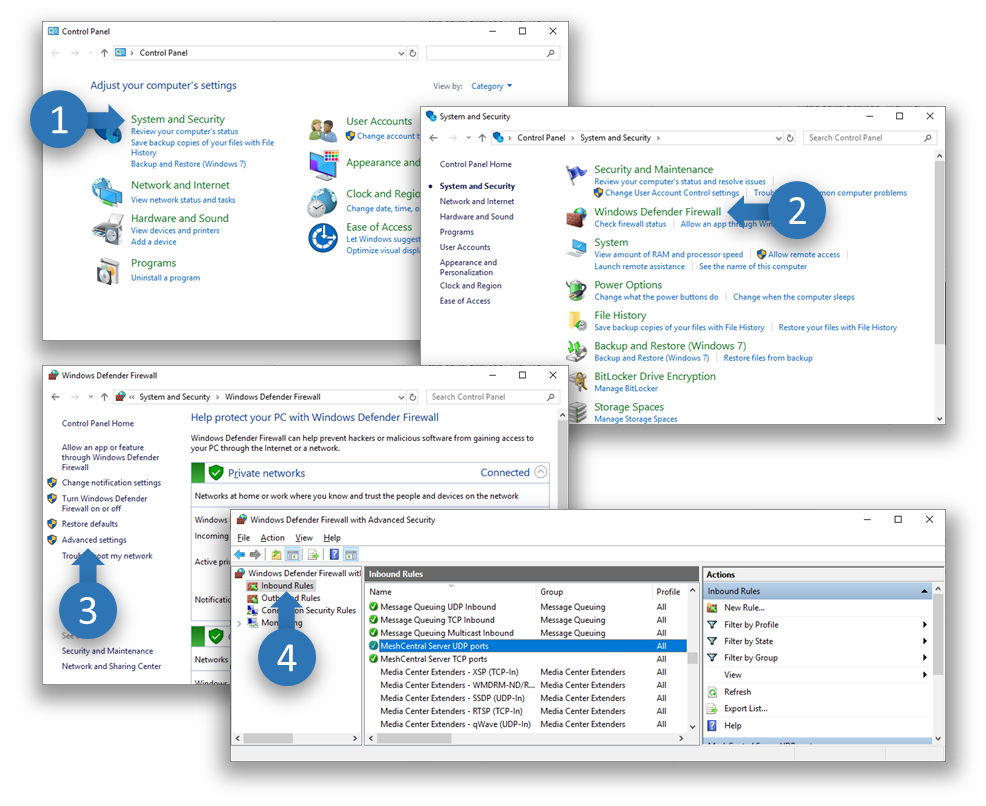 Control Panel
Control Panel
Adjust your computer's settings
View by: Category
1
System and Security
Review your computer's status
Save backup copies of your files with File
History
Backup and Restore (Windows 7)
Network and Internet
View network status and tasks
Hardware and Sound
View devices and printers
Add a device
Programs
Uninstall a program
User Accounts
Change account t
Appearance and
Clock and Regio
Change date, time, o
Ease of Access
Let Windows suggest
Optimize visual displa
System and Security
Control Panel > System and Security >
Search Control Panel
Control Panel Home
System and Security
Network and Internet
Hardware and Sound
Programs
User Accounts
Appearance and
Personalization
Clock and Region
Ease of Access
Security and Maintenance
Review your computer's status and resolve issues
Change User Account Control settings
computer problems
Windows Defender Firewall
2
Check firewall status
Allow an app through
System
View amount of RAM and processor speed
Allow remote access
Launch remote assistance
See the name of this computer
Power Options
Change what the power buttons do
Change when the computer sleeps
File History
Save backup copies of your files with File History
Restore your files with File History
Backup and Restore (Windows 7)
Backup and Restore (Windows 7)
Restore files from backup
BitLocker Drive Encryption
Manage BitLocker
Storage Spaces
Manage Storage Spaces
Windows Defender Firewall
« System and Security > Windows Defender Firewall
Search Control Panel
Control Panel Home
Allow an app or feature
through Windows Defender
Firewall
Change notification settings
Turn Windows Defender
Firewall on or off
Restore defaults
Advanced settings
my network
3
Security and Maintenance
Network and Sharing Center
Help protect your PC with Windows Defender Firewall
Windows Defender Firewall can help prevent hackers or malicious software from gaining access to
your PC through the Internet or a network.
Private networks
Connected
Networks at home or work where you know and trust the people and devices on the network
Windows
Incoming
Active pri
Notificati
Networks
Windows Defender Firewall with Advanced Security
File Action View Help
Windows Defender Firewall with
Inbound Rules
Rules
Security Rules
4
Inbound Rules
Name Group Profile
Message Queuing UDP Inbound Message Queuing All
Message Queuing TCP Inbound Message Queuing All
Message Queuing Multicast Inbound Message Queuing All
MeshCentral Server UDP ports All
MeshCentral Server TCP ports All
Media Center Extenders - XSP (TCP-In) Media Center Extenders All
Media Center Extenders - WMDRM-ND/R... Media Center Extenders All
Media Center Extenders - SSDP (UDP-In) Media Center Extenders All
Media Center Extenders - RTSP (TCP-In) Media Center Extenders All
Media Center Extenders - qWave (UDP-In) Media Center Extenders All
Actions
Inbound Rules
New Rule...
Filter by Profile
Filter by State
Filter by Group
View
Refresh
Export List...
Help